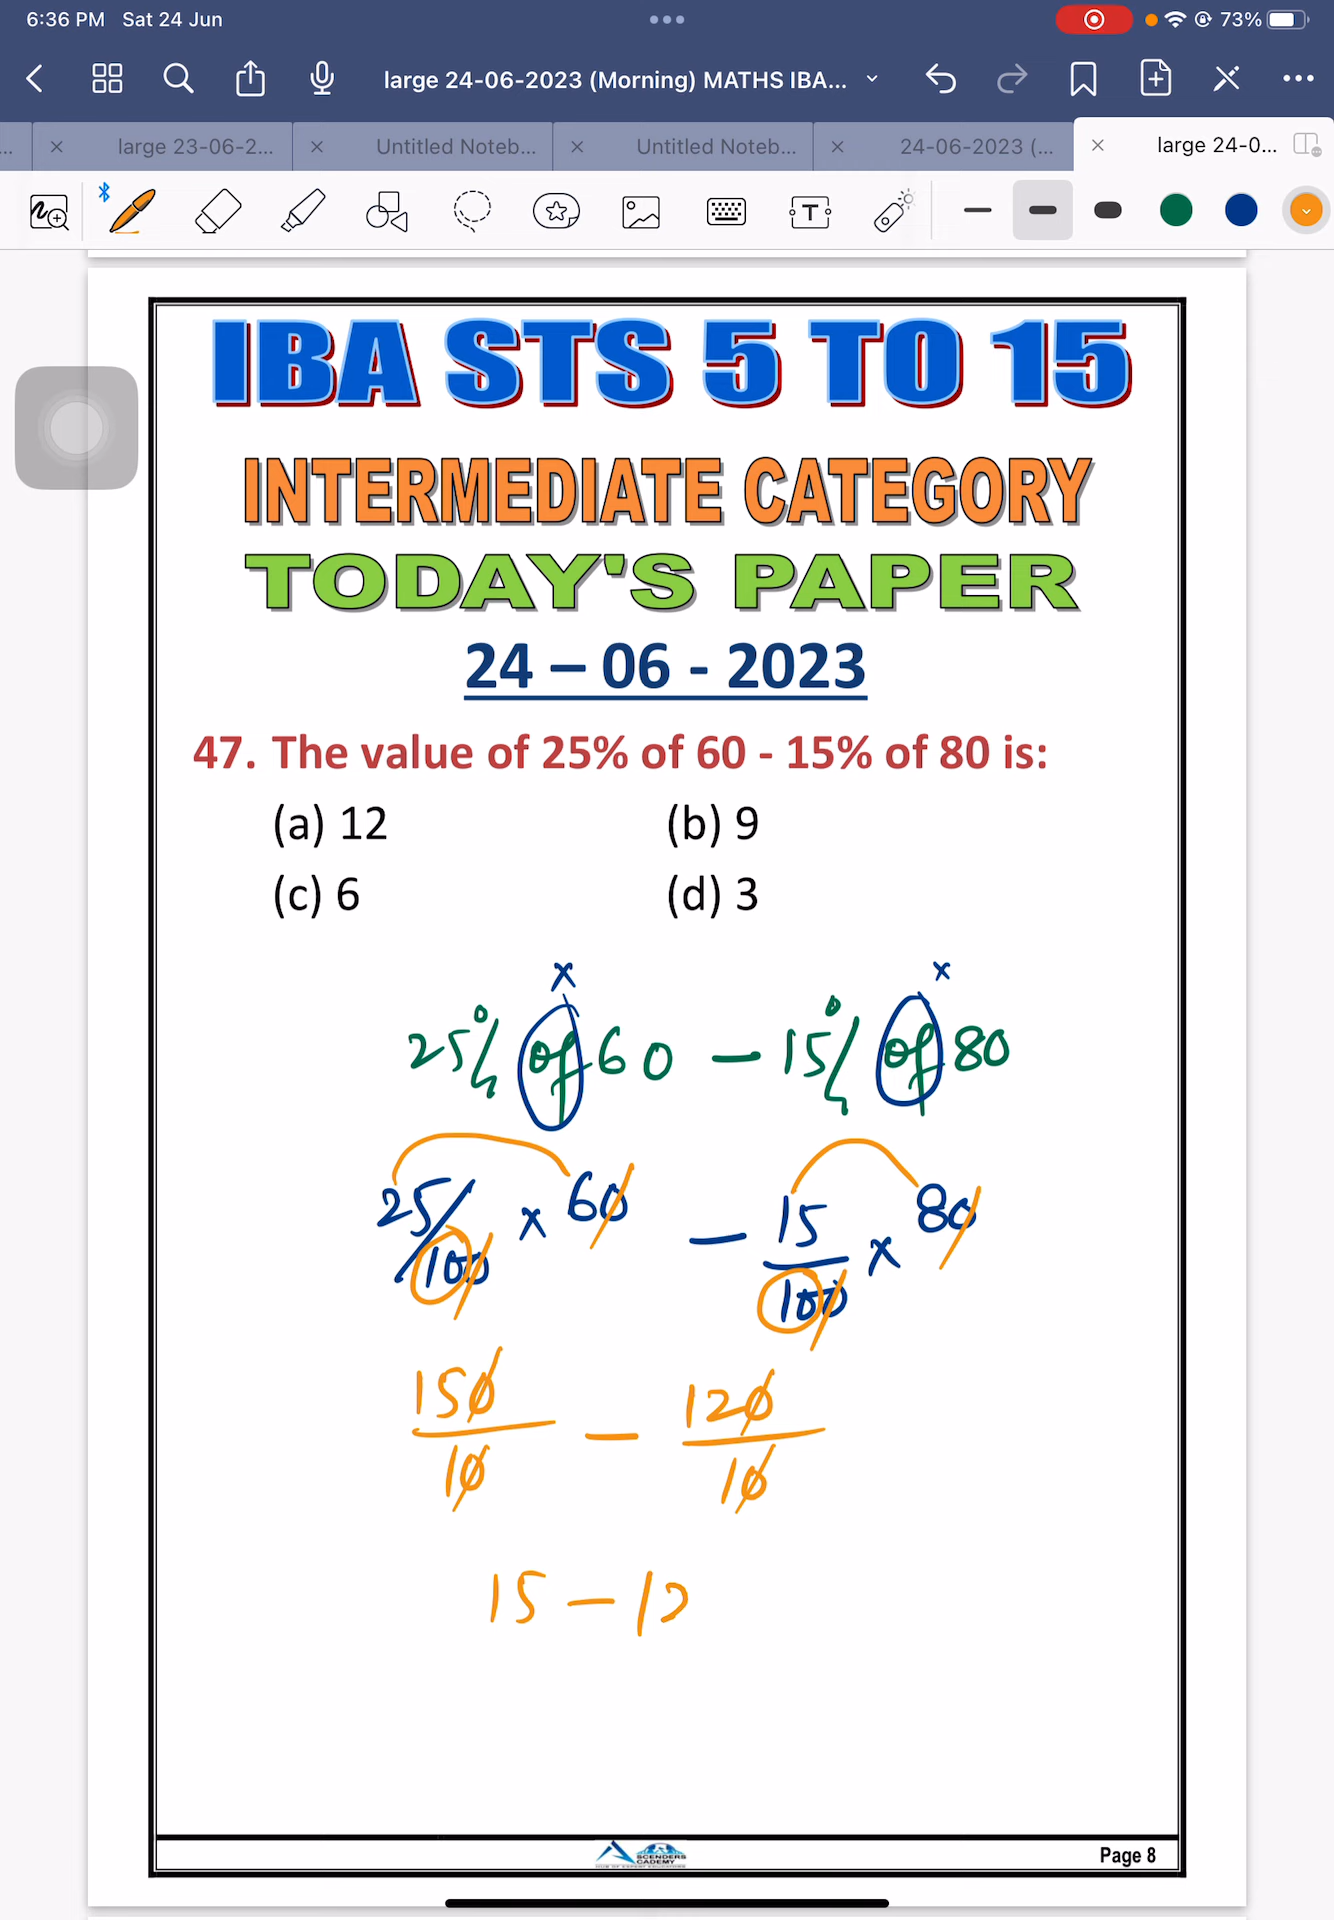 6:36 PM Sat 24 Jun
73%
large 24-06-2023 (Morning) MATHS IBA...
large 23-06-2... Untitled Noteb... Untitled Noteb... 24-06-2023 (... large 24-0...
T
IBA STS 5 TO 15
INTERMEDIATE CATEGORY
TODAY'S PAPER
24 – 06 - 2023
47. The value of 25% of 60 - 15% of 80 is:
(a) 12 (b) 9
(c) 6 (d) 3
x x
25% of 60 – 15% of 80
25/100 x 60 – 15/100 x 80
150/10 – 120/10
15 – 12
SCENDERS
CADEMY
Page 8